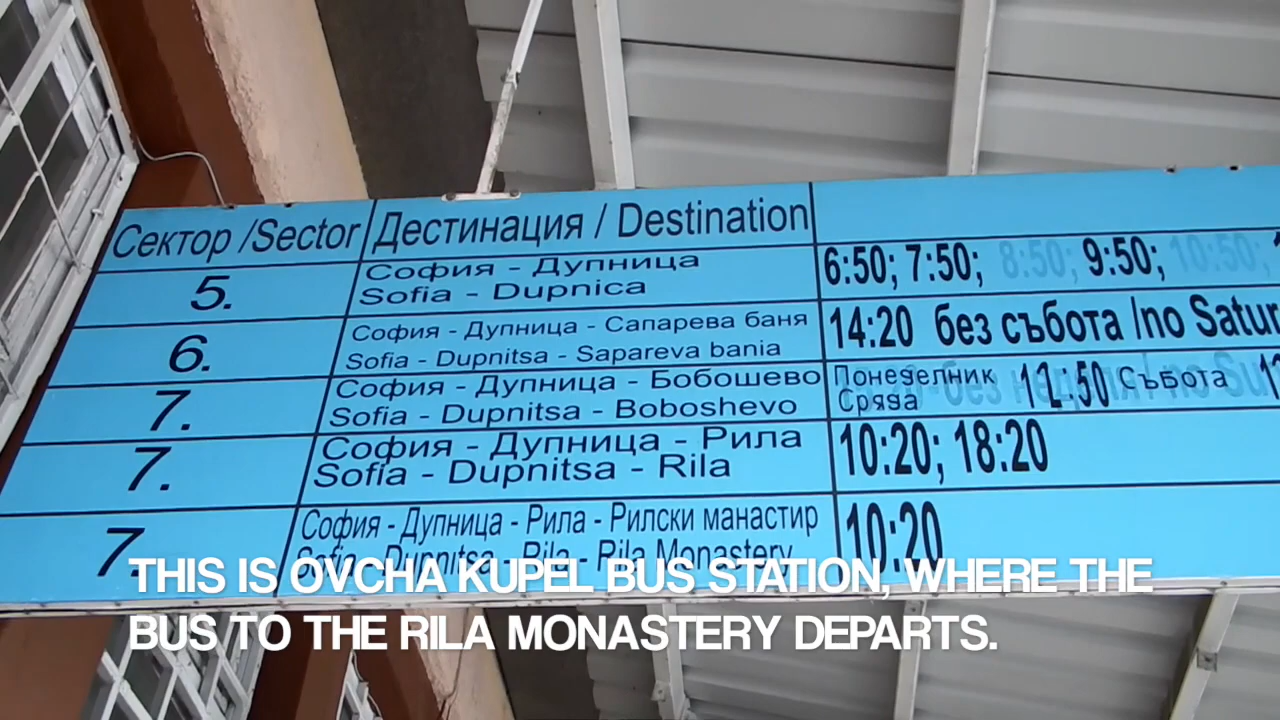 Сектор /Sector Дестинация / Destination
5. София - Дупница
Sofia - Dupnica
6:50; 7:50; 8:50; 9:50; 10:50;
6. София - Дупница - Сапарева баня
Sofia - Dupnitsa - Sapareva bania
14:20 без събота /no Satur
7. София - Дупница - Бобошево
Sofia - Dupnitsa - Boboshevo
Понеделник
Сряда
Събота
7. София - Дупница - Рила
Sofia - Dupnitsa - Rila
10:20; 18:20
7. София - Дупница - Рила - Рилски манастир
Sofia - Dupnitsa - Rila - Rila Monastery
10:20
THIS IS OVCHA KUPEL BUS STATION, WHERE THE
BUS TO THE RILA MONASTERY DEPARTS.